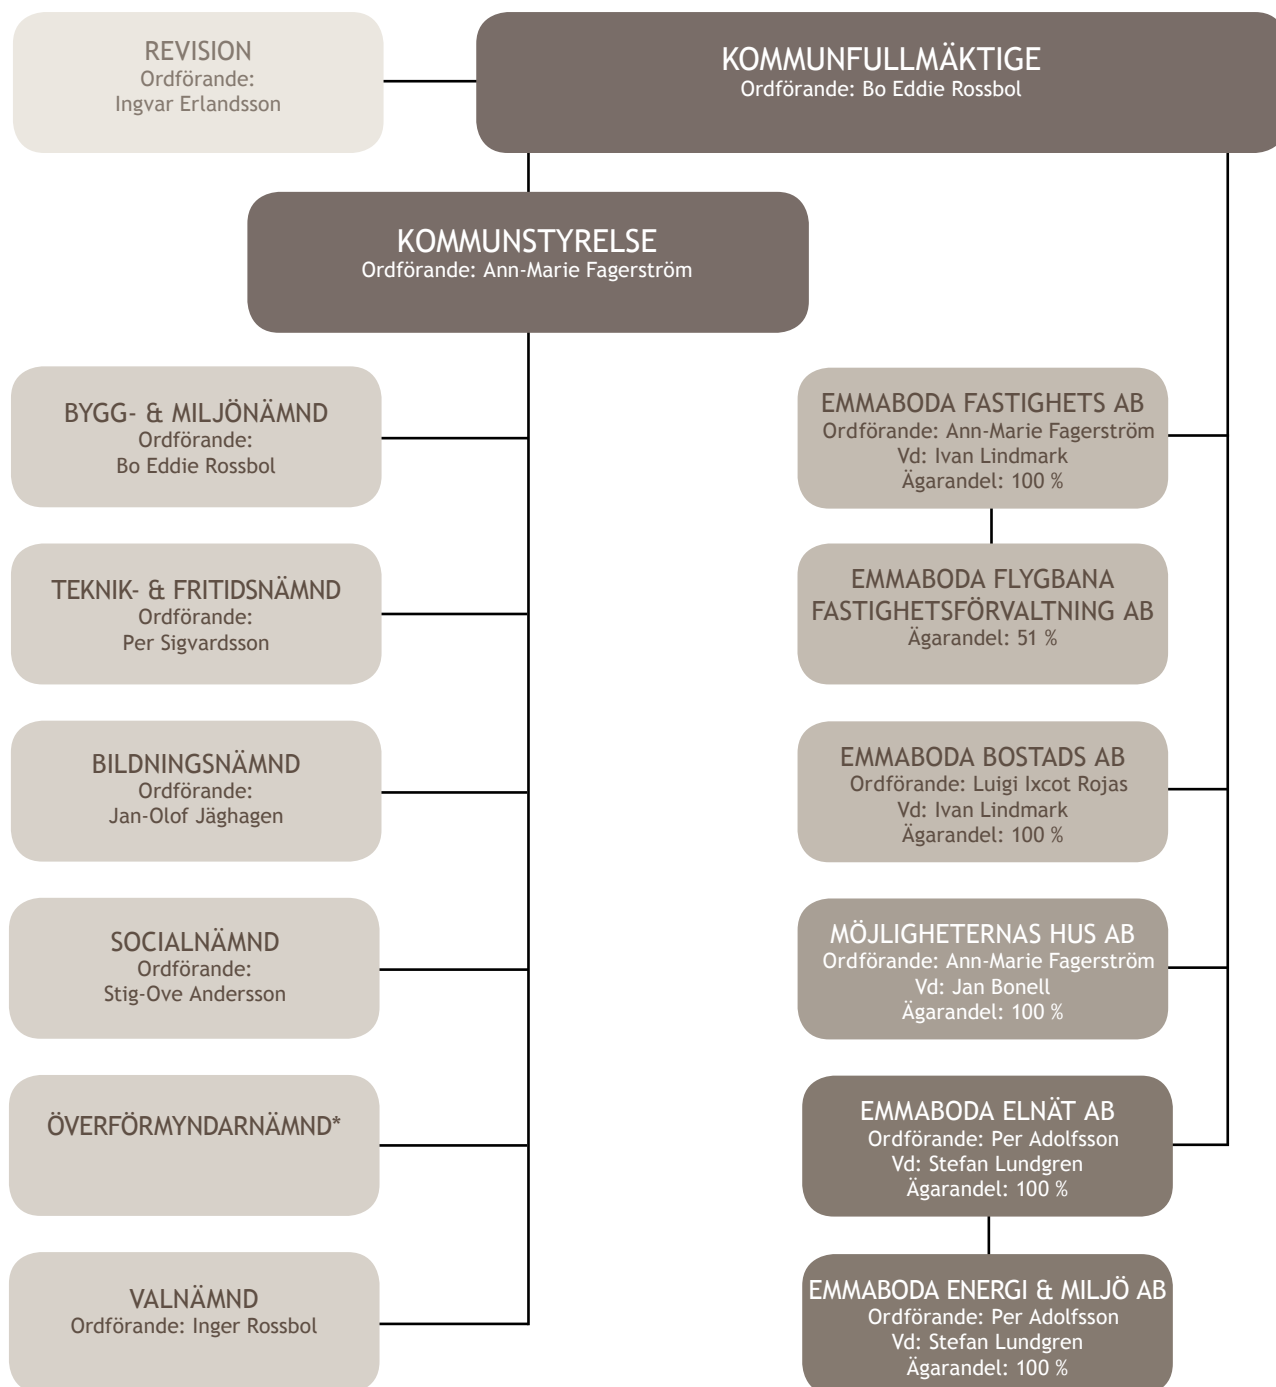 REVISION
Ordförande:
Ingvar Erlandsson
KOMMUNFULLMÄKTIGE
Ordförande: Bo Eddie Rossbol
KOMMUNSTYRELSE
Ordförande: Ann-Marie Fagerström
BYGG- & MILJÖNÄMND
Ordförande:
Bo Eddie Rossbol
TEKNIK- & FRITIDSNÄMND
Ordförande:
Per Sigvardsson
BILDNINGSNÄMND
Ordförande:
Jan-Olof Jäghagen
SOCIALNÄMND
Ordförande:
Stig-Ove Andersson
ÖVERFÖRMYNDARNÄMND*
VALNÄMND
Ordförande: Inger Rossbol
EMMABODA FASTIGHETS AB
Ordförande: Ann-Marie Fagerström
Vd: Ivan Lindmark
Ägarandel: 100 %
EMMABODA FLYGBANA
FASTIGHETSFÖRVALTNING AB
Ägarandel: 51 %
EMMABODA BOSTADS AB
Ordförande: Luigi Ixcot Rojas
Vd: Ivan Lindmark
Ägarandel: 100 %
MÖJLIGHETERNAS HUS AB
Ordförande: Ann-Marie Fagerström
Vd: Jan Bonell
Ägarandel: 100 %
EMMABODA ELNÄT AB
Ordförande: Per Adolfsson
Vd: Stefan Lundgren
Ägarandel: 100 %
EMMABODA ENERGI & MILJÖ AB
Ordförande: Per Adolfsson
Vd: Stefan Lundgren
Ägarandel: 100 %